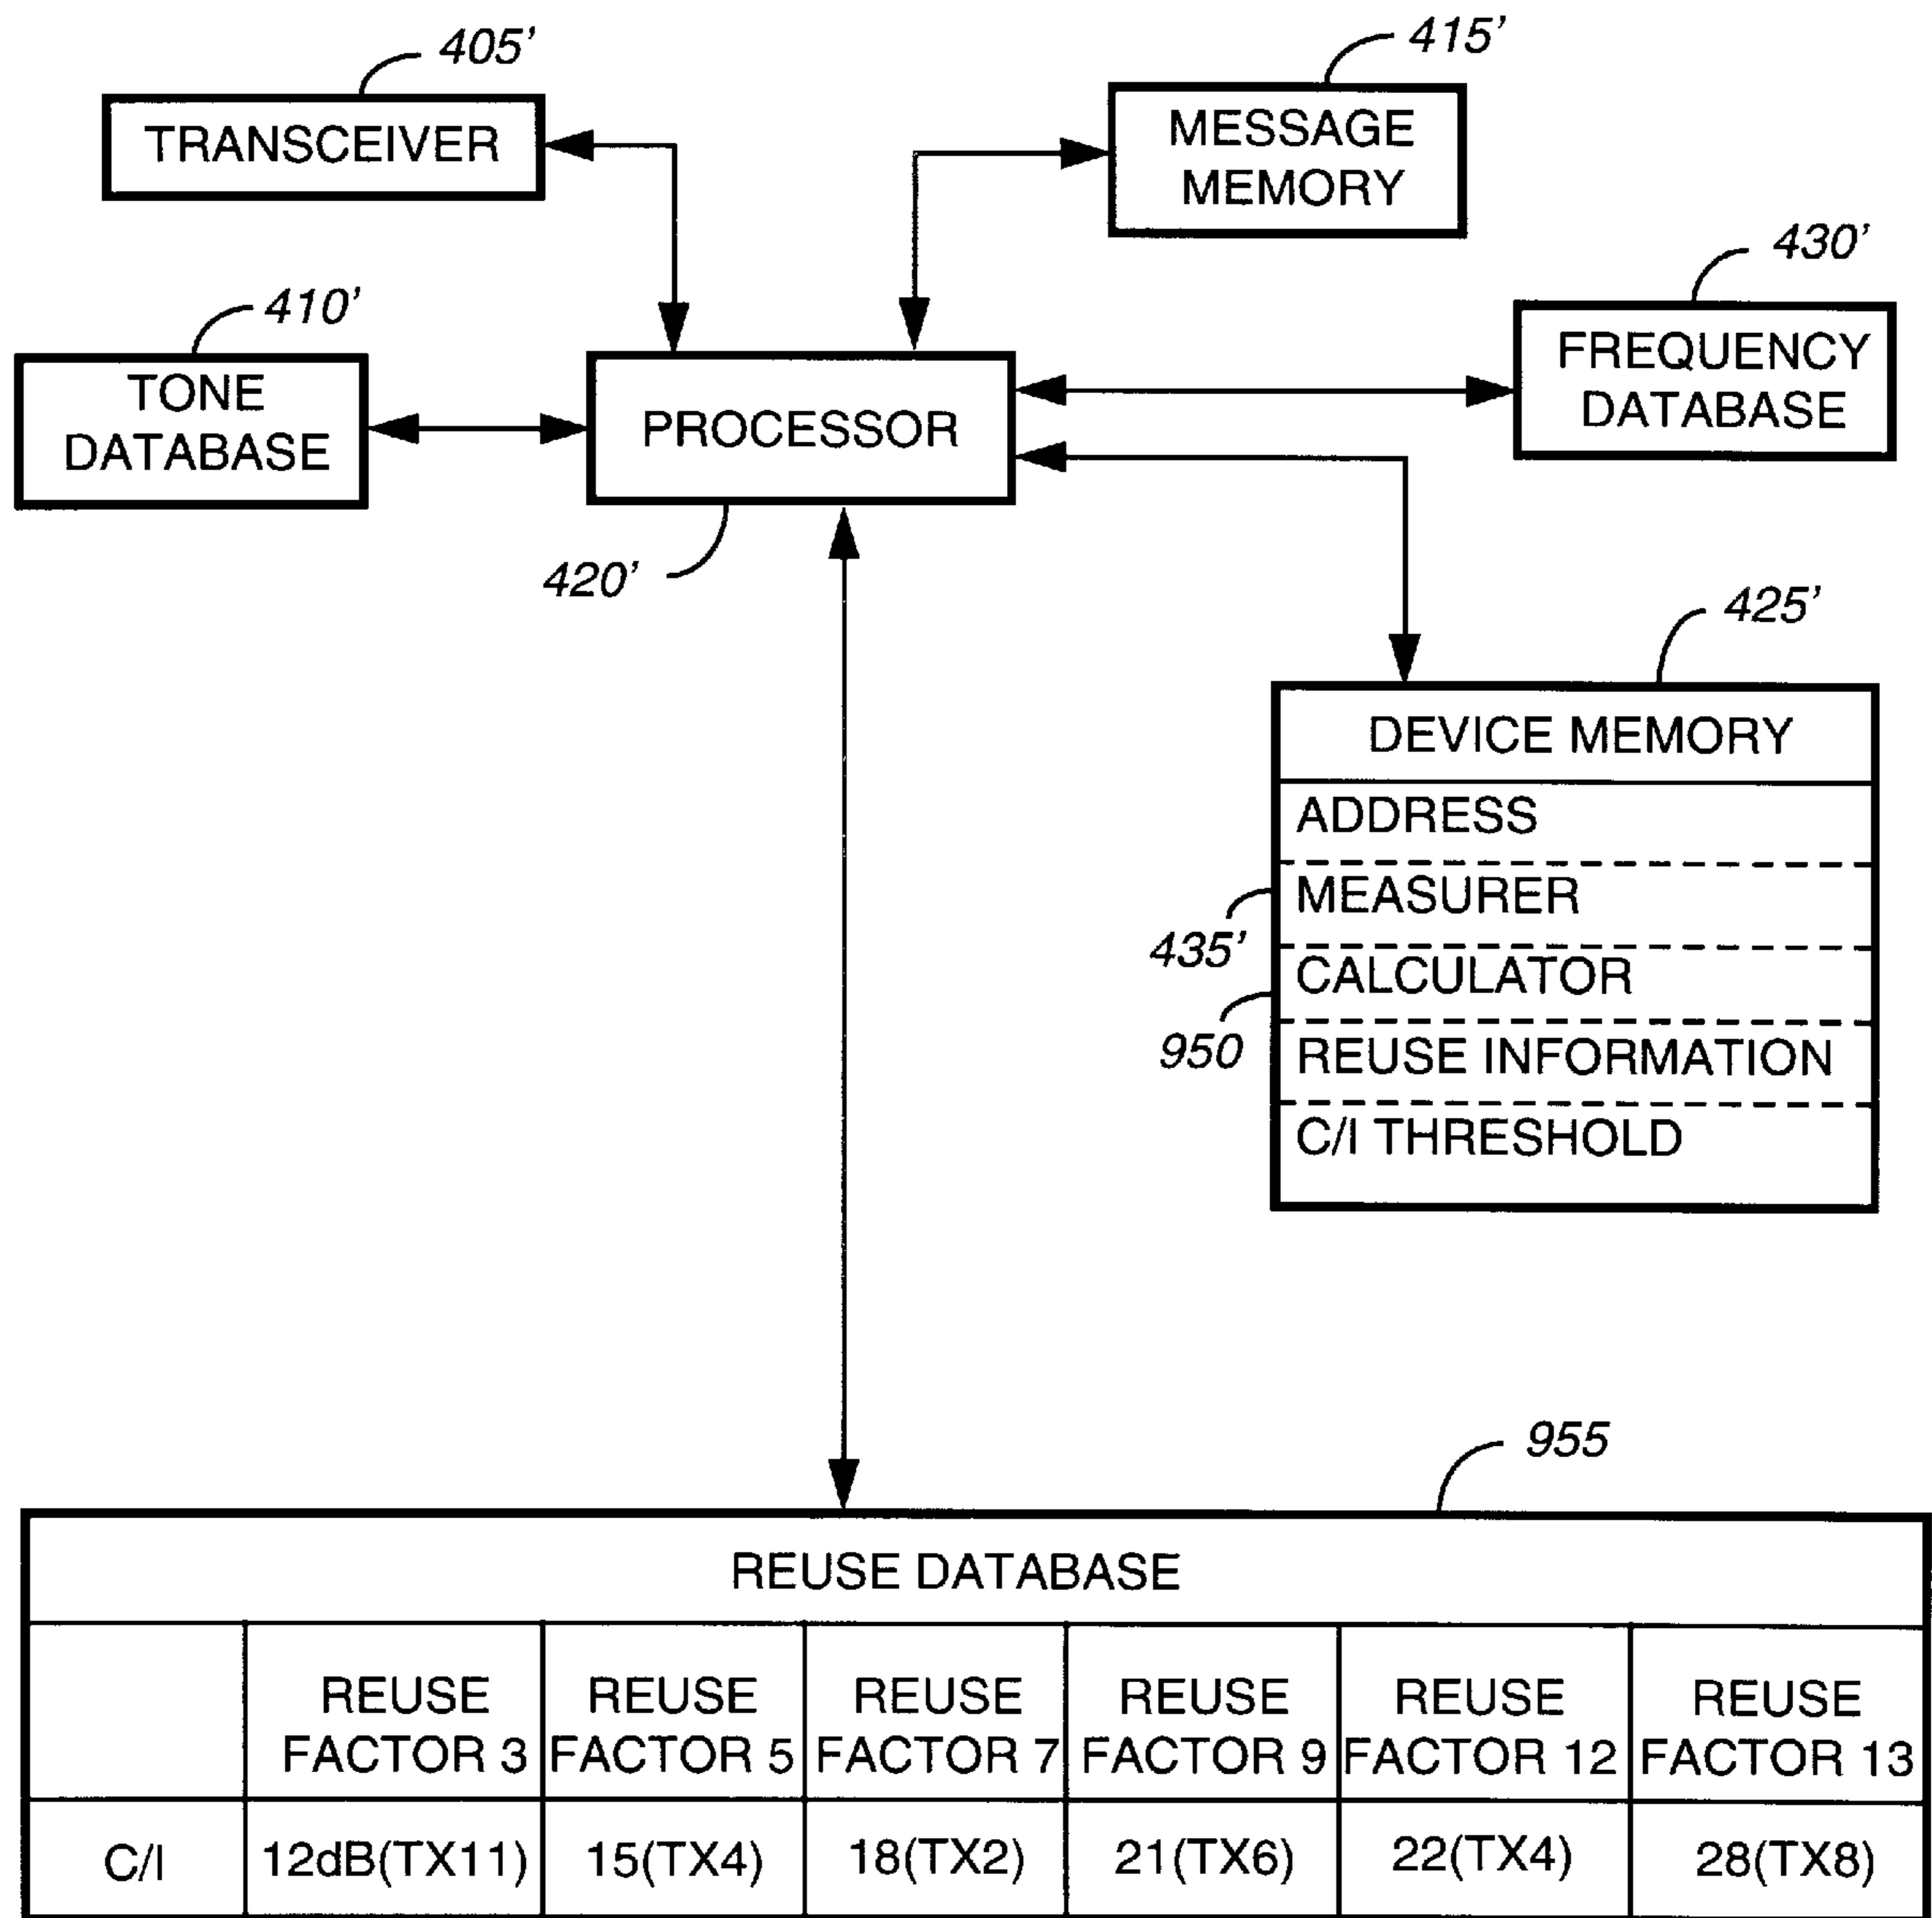 405'
TRANSCEIVER
415'
MESSAGE
MEMORY
430'
FREQUENCY
DATABASE
410'
TONE
DATABASE
PROCESSOR
420'
425'
DEVICE MEMORY
ADDRESS
MEASURER
435'
CALCULATOR
950
REUSE INFORMATION
C/I THRESHOLD
955
REUSE DATABASE
REUSE
FACTOR 3
REUSE
FACTOR 5
REUSE
FACTOR 7
REUSE
FACTOR 9
REUSE
FACTOR 12
REUSE
FACTOR 13
C/I
12dB(TX11)
15(TX4)
18(TX2)
21(TX6)
22(TX4)
28(TX8)